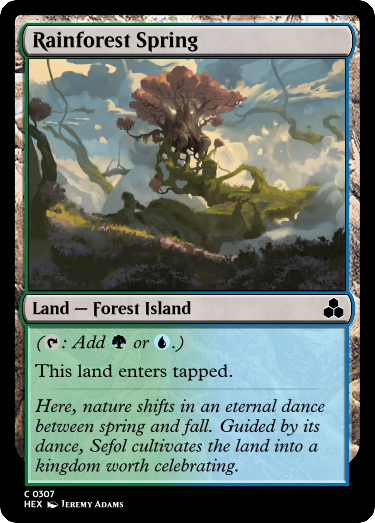 Rainforest Spring
Land — Forest Island
(: Add or .)
This land enters tapped.
Here, nature shifts in an eternal dance
between spring and fall. Guided by its
dance, Sefol cultivates the land into a
kingdom worth celebrating.
C 0307
HEX Jeremy Adams